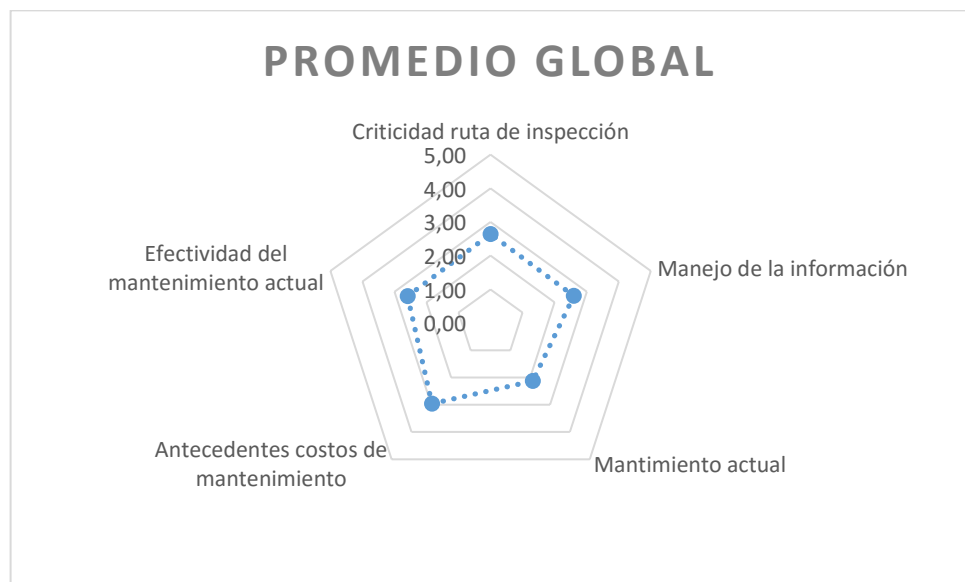 PROMEDIO GLOBAL
Criticidad ruta de inspección
5,00
4,00
3,00
2,00
1,00
0,00
Manejo de la información
Mantimiento actual
Antecedentes costos de
mantenimiento
Efectividad del
mantenimiento actual